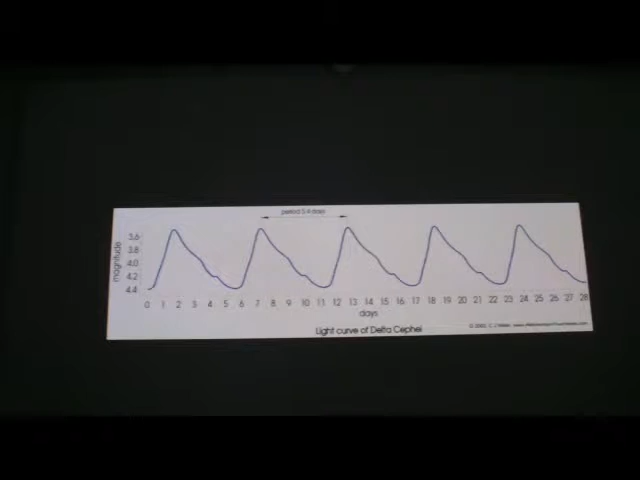 period 5.4 days
magnitude
3.6
3.8
4.0
4.2
4.4
0 1 2 3 4 5 6 7 8 9 10 11 12 13 14 15 16 17 18 19 20 21 22 23 24 25 26 27 28
days
Light curve of Delta Cephei
© 2002,